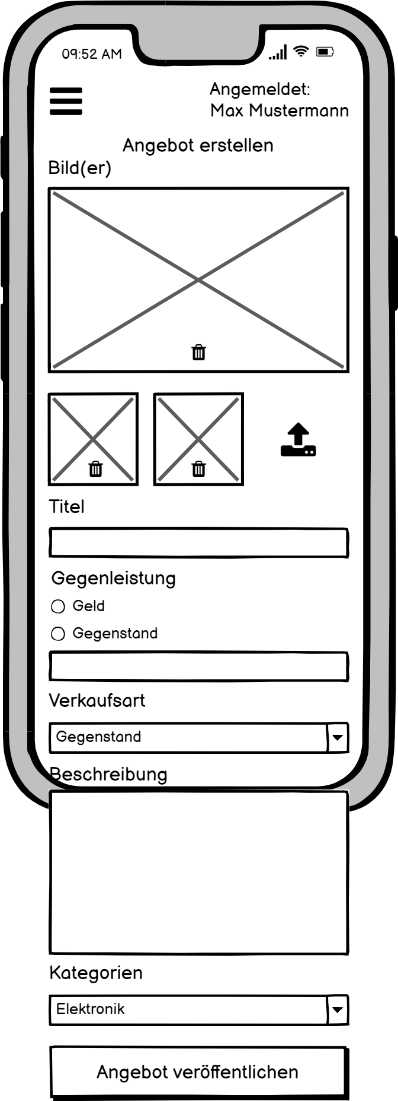 09:52 AM
Angemeldet:
Max Mustermann
Angebot erstellen
Bild(er)
Titel
Gegenleistung
Geld
Gegenstand
Verkaufsart
Gegenstand
Beschreibung
Kategorien
Elektronik
Angebot veröffentlichen